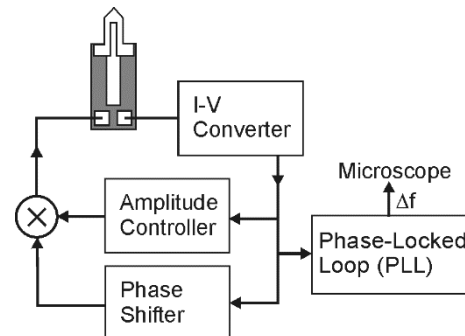 I-V
Converter
Microscope
Δf
Amplitude
Controller
Phase-Locked
Loop (PLL)
Phase
Shifter